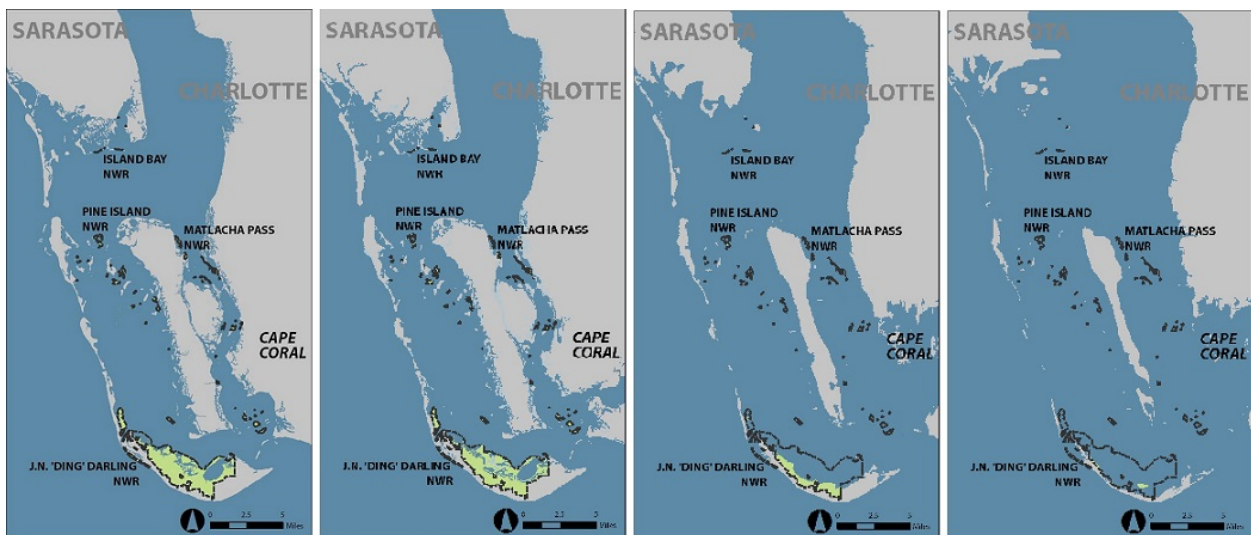 SARASOTA
CHARLOTTE
ISLAND BAY
NWR
PINE ISLAND
NWR
MATLACHA PASS
NWR
CAPE
CORAL
J.N. 'DING' DARLING
NWR
0 2.5 5
Miles
SARASOTA
CHARLOTTE
ISLAND BAY
NWR
PINE ISLAND
NWR
MATLACHA PASS
NWR
CAPE
CORAL
J.N. 'DING' DARLING
NWR
0 2.5 5
Miles
SARASOTA
CHARLOTTE
ISLAND BAY
NWR
PINE ISLAND
NWR
MATLACHA PASS
NWR
CAPE
CORAL
J.N. 'DING' DARLING
NWR
0 2.5 5
Miles
SARASOTA
CHARLOTTE
ISLAND BAY
NWR
PINE ISLAND
NWR
MATLACHA PASS
NWR
CAPE
CORAL
J.N. 'DING' DARLING
NWR
0 2.5 5
Miles